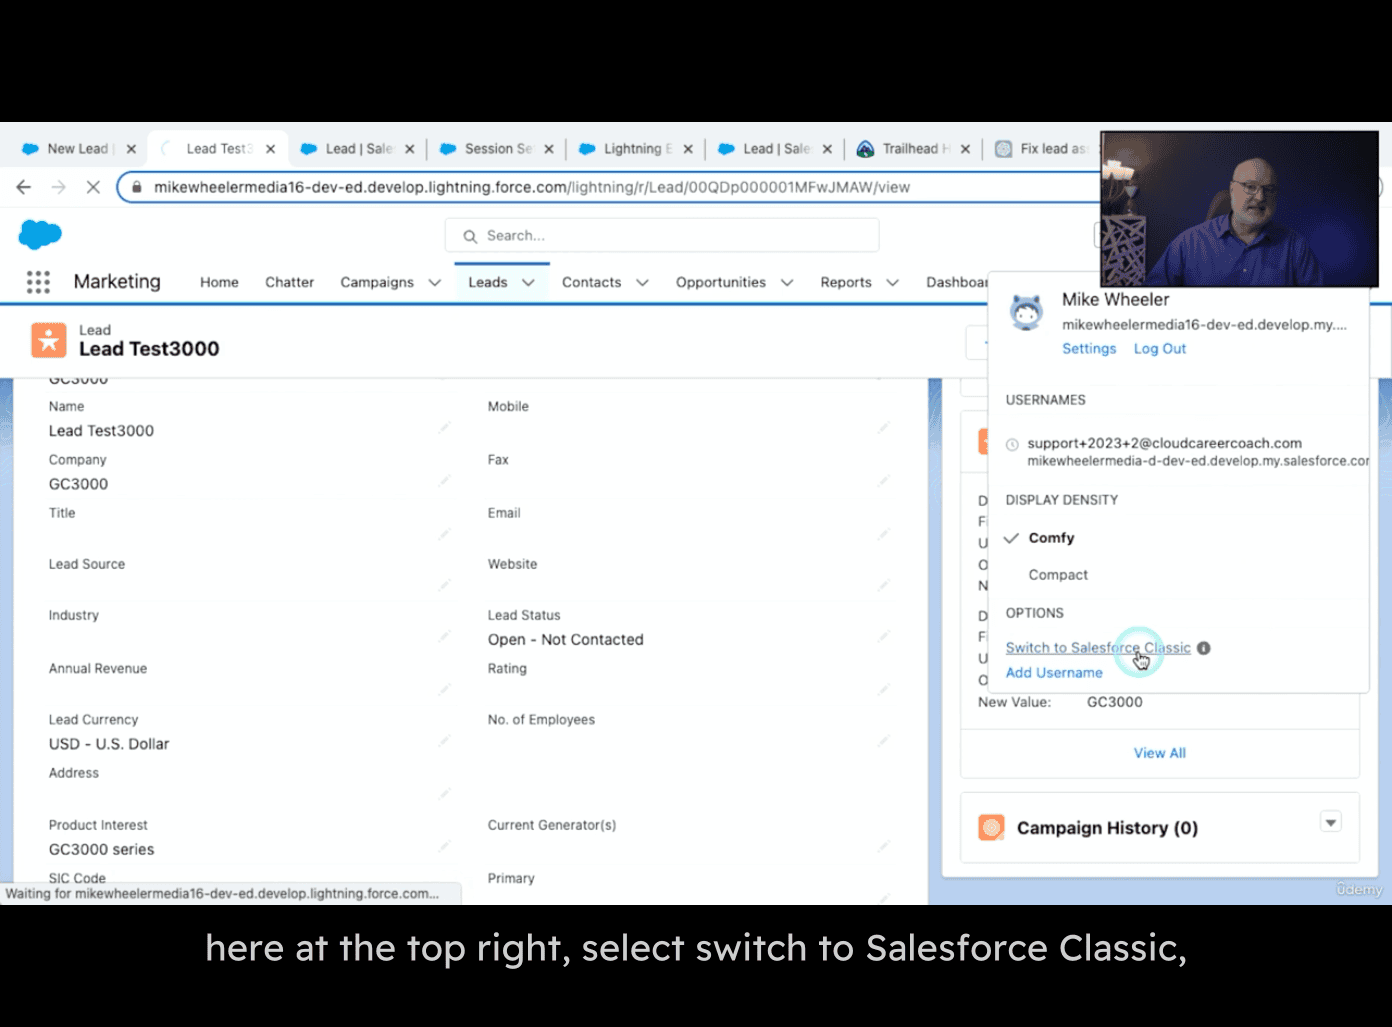 New Lead
Lead Test3
Lead | Sale
Session Se
Lightning E
Lead | Sale
Trailhead H
Fix lead as
mikewheelermedia16-dev-ed.develop.lightning.force.com/lightning/r/Lead/00QDp000001MFwJMAW/view
Search...
Marketing
Home
Chatter
Campaigns
Leads
Contacts
Opportunities
Reports
Dashboar
Lead
Lead Test3000
GC3000
Name
Lead Test3000
Company
GC3000
Title
Lead Source
Industry
Annual Revenue
Lead Currency
USD - U.S. Dollar
Address
Product Interest
GC3000 series
SIC Code
Mobile
Fax
Email
Website
Lead Status
Open - Not Contacted
Rating
No. of Employees
Current Generator(s)
Primary
Mike Wheeler
mikewheelermedia16-dev-ed.develop.my....
Settings Log Out
USERNAMES
support+2023+2@cloudcareercoach.com
mikewheelermedia-d-dev-ed.develop.my.salesforce.cor
DISPLAY DENSITY
Comfy
Compact
OPTIONS
Switch to Salesforce Classic
Add Username
D
F
U
O
N
D
F
U
O
New Value: GC3000
View All
Campaign History (0)
Waiting for mikewheelermedia16-dev-ed.develop.lightning.force.com...
ûdemy
here at the top right, select switch to Salesforce Classic,